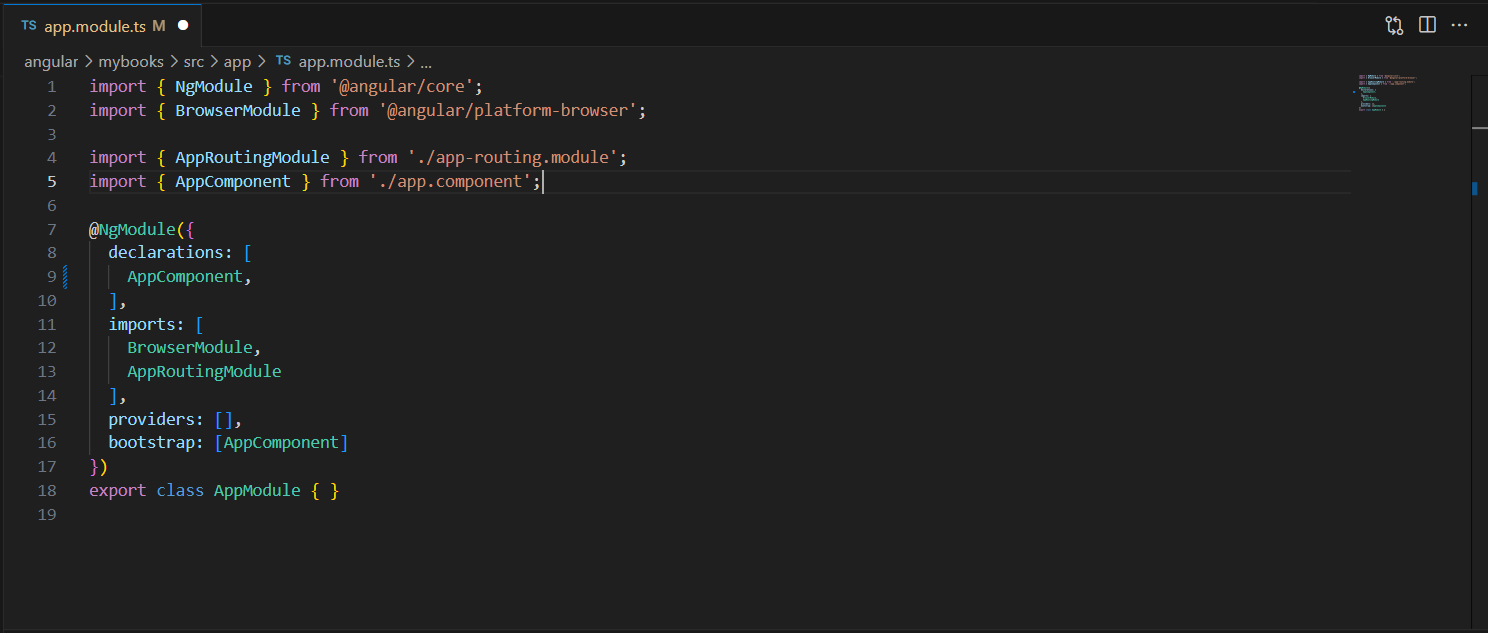 TS app.module.ts M
angular > mybooks > src > app > TS app.module.ts > ...
1 import { NgModule } from '@angular/core';
2 import { BrowserModule } from '@angular/platform-browser';
3
4 import { AppRoutingModule } from './app-routing.module';
5 import { AppComponent } from './app.component';
6
7 @NgModule({
8   declarations: [
9     AppComponent,
10   ],
11   imports: [
12     BrowserModule,
13     AppRoutingModule
14   ],
15   providers: [],
16   bootstrap: [AppComponent]
17 })
18 export class AppModule { }
19